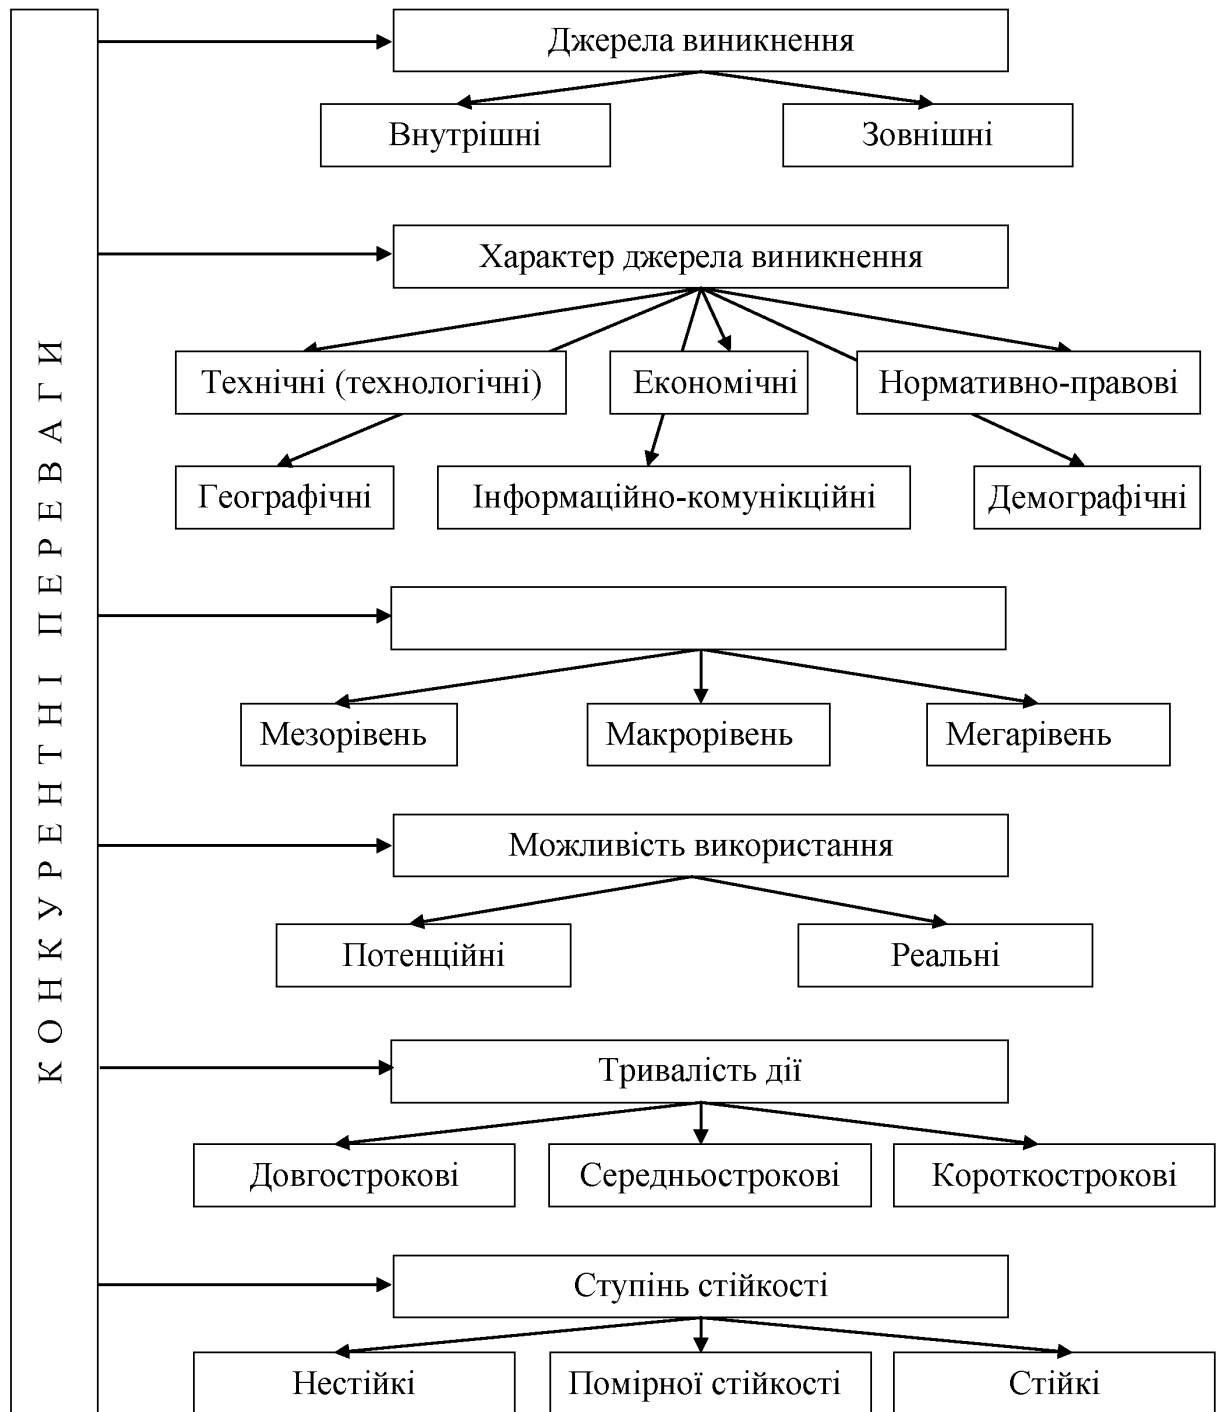 КОНКУРЕНТНІ ПЕРЕВАГИ
Джерела виникнення
Внутрішні
Зовнішні
Характер джерела виникнення
Технічні (технологічні)
Економічні
Нормативно-правові
Географічні
Інформаційно-комунікційні
Демографічні
Мезорівень
Макрорівень
Мегарівень
Можливість використання
Потенційні
Реальні
Тривалість дії
Довгострокові
Середньострокові
Короткострокові
Ступінь стійкості
Нестійкі
Помірної стійкості
Стійкі